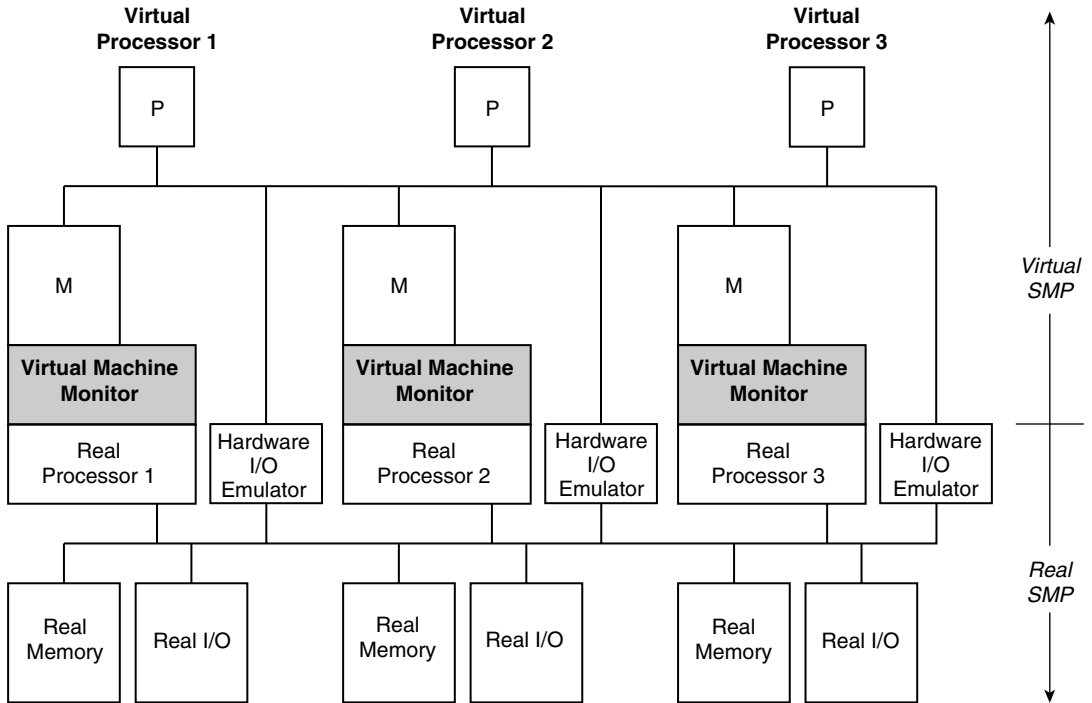 Virtual
Processor 1
Virtual
Processor 2
Virtual
Processor 3
P
P
P
M
M
M
Virtual
SMP
Virtual Machine
Monitor
Virtual Machine
Monitor
Virtual Machine
Monitor
Real
Processor 1
Hardware
I/O
Emulator
Real
Processor 2
Hardware
I/O
Emulator
Real
Processor 3
Hardware
I/O
Emulator
Real
SMP
Real
Memory
Real I/O
Real
Memory
Real I/O
Real
Memory
Real I/O